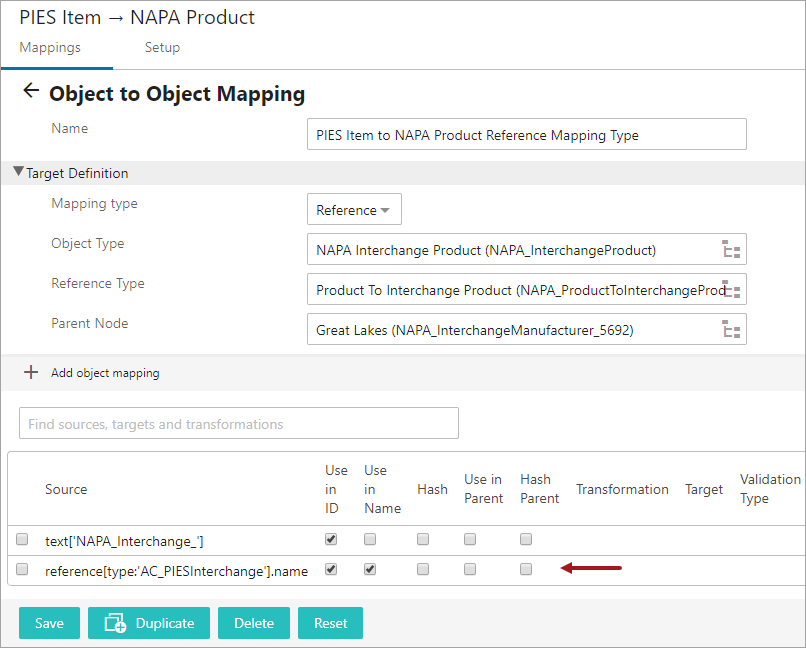 PIES Item → NAPA Product
Mappings Setup
← Object to Object Mapping
Name PIES Item to NAPA Product Reference Mapping Type
Target Definition
Mapping type Reference
Object Type NAPA Interchange Product (NAPA_InterchangeProduct)
Reference Type Product To Interchange Product (NAPA_ProductToInterchangeProd
Parent Node Great Lakes (NAPA_InterchangeManufacturer_5692)
+ Add object mapping
Find sources, targets and transformations
Source Use in ID Use in Name Hash Use in Parent Hash Parent Transformation Target Validation Type
text['NAPA_Interchange_']
reference[type:'AC_PIESInterchange'].name
Save Duplicate Delete Reset